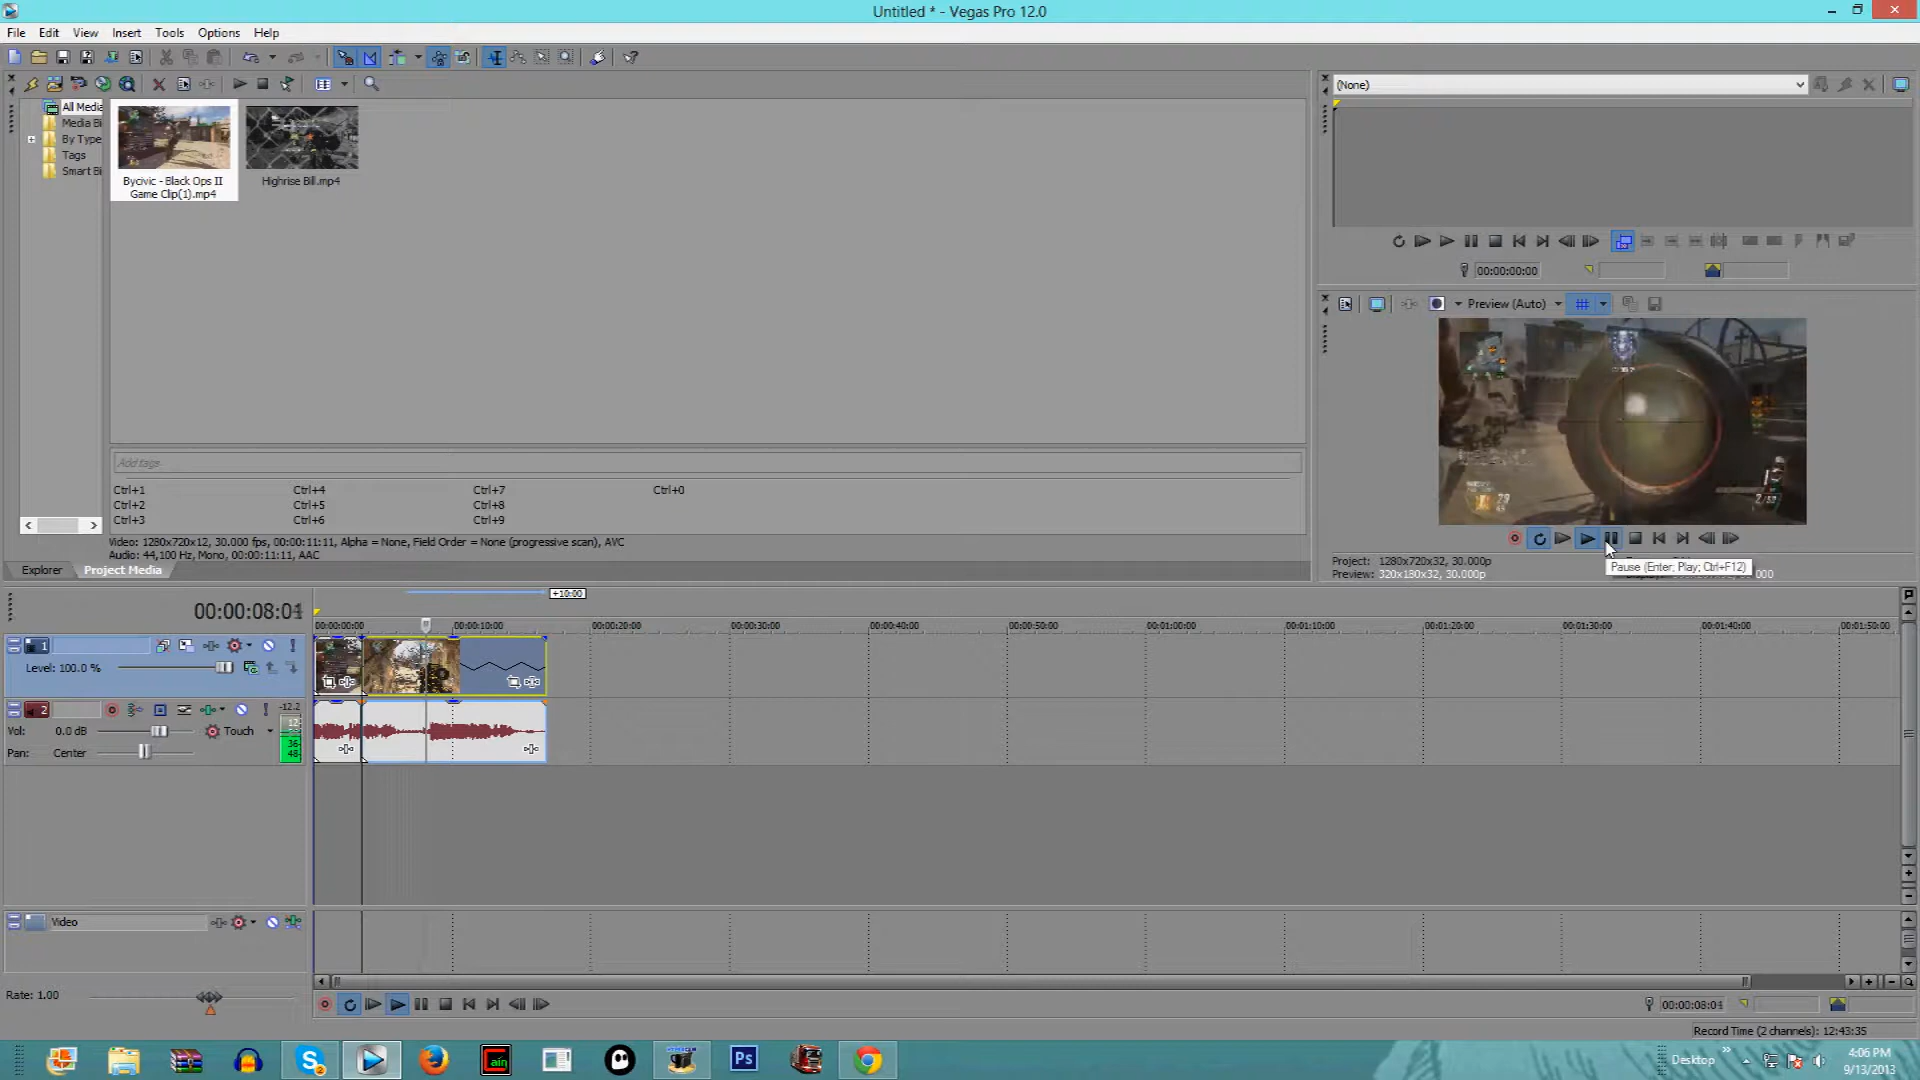 Untitled * - Vegas Pro 12.0
File Edit View Insert Tools Options Help
All Media
Media Bi
By Type
Tags
Smart Bi
Bycivic - Black Ops II
Game Clip(1).mp4
Highrise Bill.mp4
Add tags
Ctrl+1 Ctrl+4 Ctrl+7 Ctrl+0
Ctrl+2 Ctrl+5 Ctrl+8
Ctrl+3 Ctrl+6 Ctrl+9
Video: 1280x720x12, 30.000 fps, 00:00:11:11, Alpha = None, Field Order = None (progressive scan), AVC
Audio: 44,100 Hz, Mono, 00:00:11:11, AAC
Explorer Project Media
(None)
00:00:00:00
Preview (Auto)
Project: 1280x720x32, 30.000p
Preview: 320x180x32, 30.000p
Pause (Enter; Play; Ctrl+F12)
000
00:00:08:04
+10:00
00:00:00:00 00:00:10:00 00:00:20:00 00:00:30:00 00:00:40:00 00:00:50:00 00:01:00:00 00:01:10:00 00:01:20:00 00:01:30:00 00:01:40:00 00:01:50:00
1
Level: 100.0 %
2
-12.2
12
36
48
Vol: 0.0 dB Touch
Pan: Center
Video
Rate: 1.00
00:00:08:04
Record Time (2 channels): 12:43:35
Cain
Ps
Desktop
4:06 PM
9/13/2013